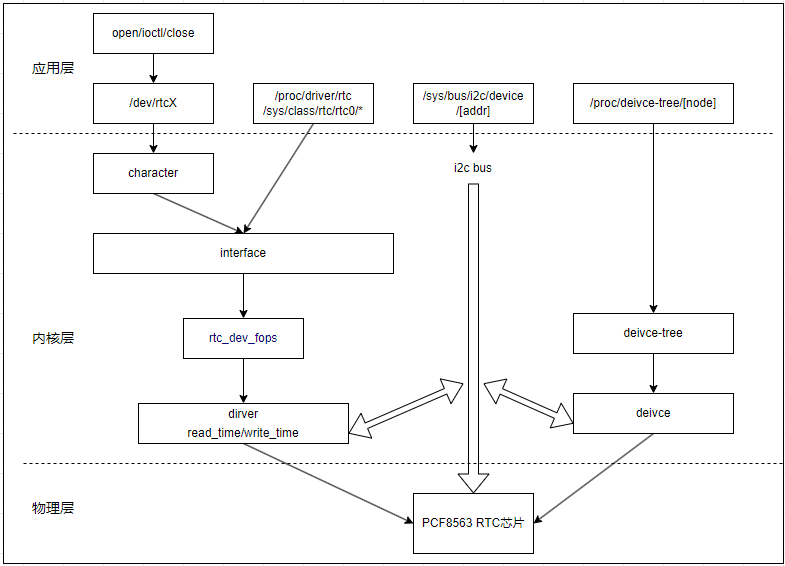 open/ioctl/close
应用层
/dev/rtcX
/proc/driver/rtc
/sys/class/rtc/rtc0/*
/sys/bus/i2c/device
/[addr]
/proc/deivce-tree/[node]
character
i2c bus
interface
内核层
rtc_dev_fops
deivce-tree
dirver
read_time/write_time
deivce
物理层
PCF8563 RTC芯片